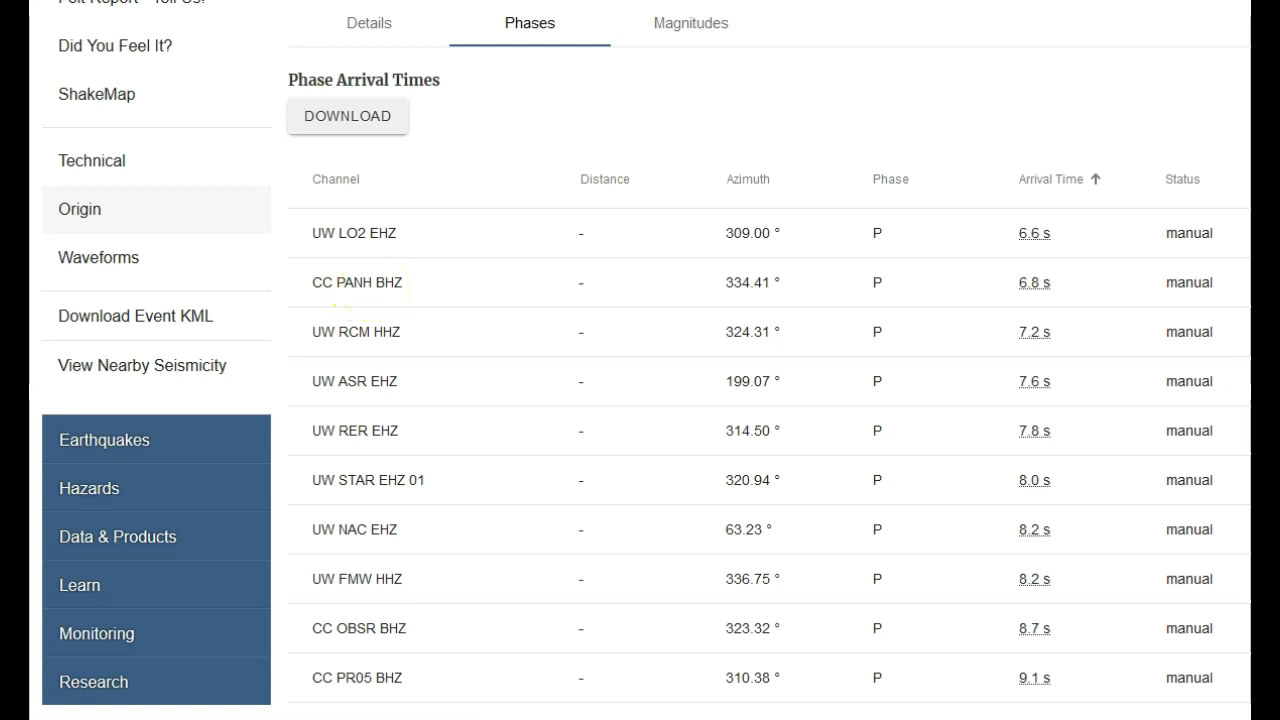 Felt Report - Tell Us!
Did You Feel It?
ShakeMap
Technical
Origin
Waveforms
Download Event KML
View Nearby Seismicity
Earthquakes
Hazards
Data & Products
Learn
Monitoring
Research
Details Phases Magnitudes
Phase Arrival Times
DOWNLOAD
Channel Distance Azimuth Phase Arrival Time ↑ Status
UW LO2 EHZ - 309.00 ° P 6.6 s manual
CC PANH BHZ - 334.41 ° P 6.8 s manual
UW RCM HHZ - 324.31 ° P 7.2 s manual
UW ASR EHZ - 199.07 ° P 7.6 s manual
UW RER EHZ - 314.50 ° P 7.8 s manual
UW STAR EHZ 01 - 320.94 ° P 8.0 s manual
UW NAC EHZ - 63.23 ° P 8.2 s manual
UW FMW HHZ - 336.75 ° P 8.2 s manual
CC OBSR BHZ - 323.32 ° P 8.7 s manual
CC PR05 BHZ - 310.38 ° P 9.1 s manual